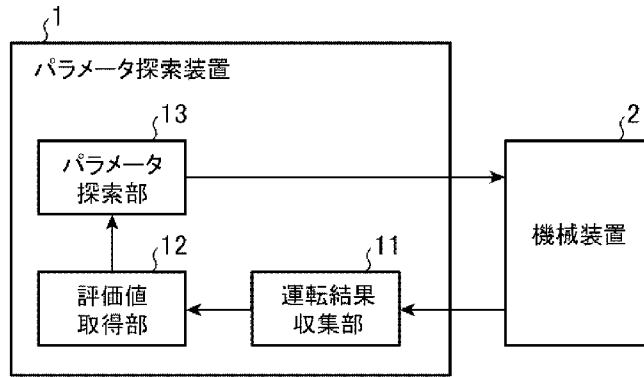 1
パラメータ探索装置
13
パラメータ
探索部
2
機械装置
12
評価値
取得部
11
運転結果
収集部